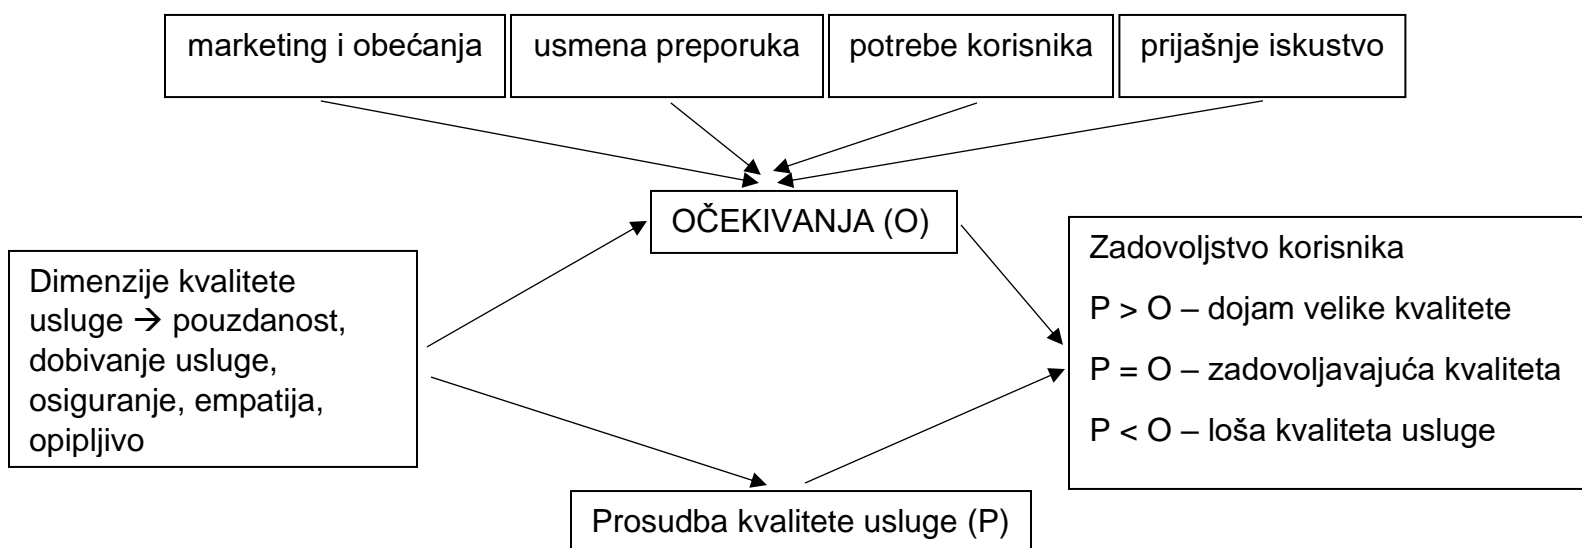 marketing i obećanja
usmena preporuka
potrebe korisnika
prijašnje iskustvo
OČEKIVANJA (O)
Dimenzije kvalitete
usluge → pouzdanost,
dobivanje usluge,
osiguranje, empatija,
opipljivo
Zadovoljstvo korisnika
P > O – dojam velike kvalitete
P = O – zadovoljavajuća kvaliteta
P < O – loša kvaliteta usluge
Prosudba kvalitete usluge (P)